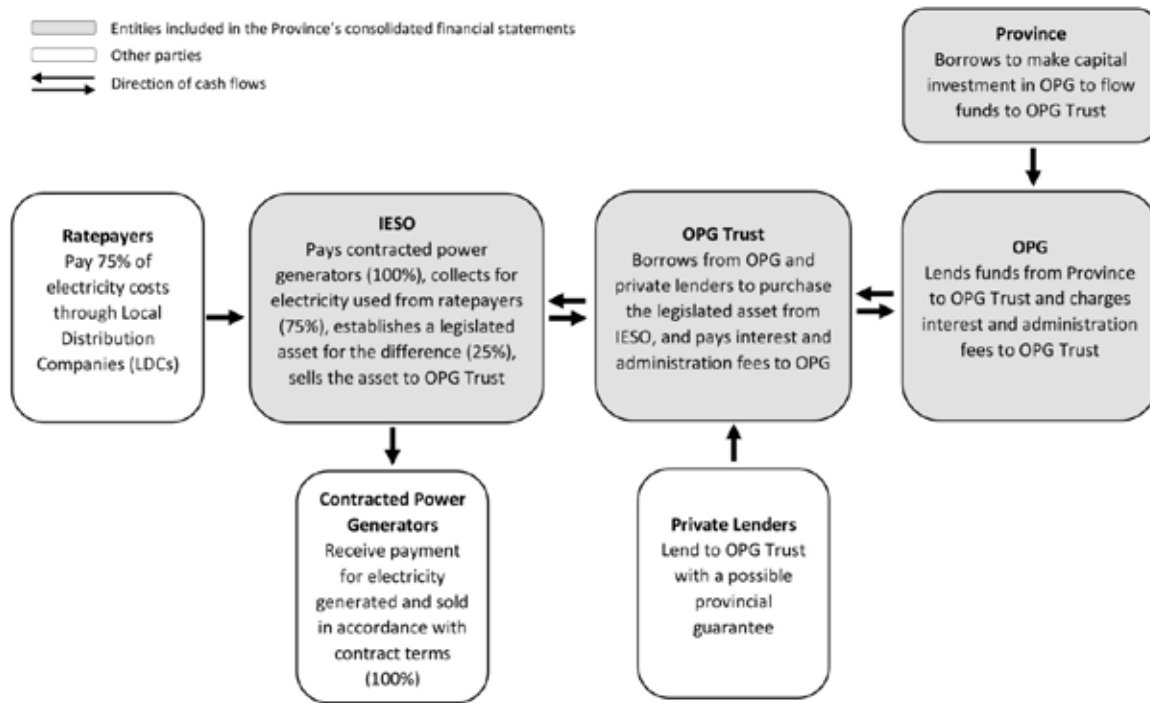 Entities included in the Province's consolidated financial statements
Other parties
Direction of cash flows
Province
Borrows to make capital
investment in OPG to flow
funds to OPG Trust
Ratepayers
Pay 75% of
electricity costs
through Local
Distribution
Companies (LDCs)
IESO
Pays contracted power
generators (100%), collects for
electricity used from ratepayers
(75%), establishes a legislated
asset for the difference (25%),
sells the asset to OPG Trust
OPG Trust
Borrows from OPG and
private lenders to purchase
the legislated asset from
IESO, and pays interest and
administration fees to OPG
OPG
Lends funds from Province
to OPG Trust and charges
interest and administration
fees to OPG Trust
Contracted Power
Generators
Receive payment
for electricity
generated and sold
in accordance with
contract terms
(100%)
Private Lenders
Lend to OPG Trust
with a possible
provincial
guarantee